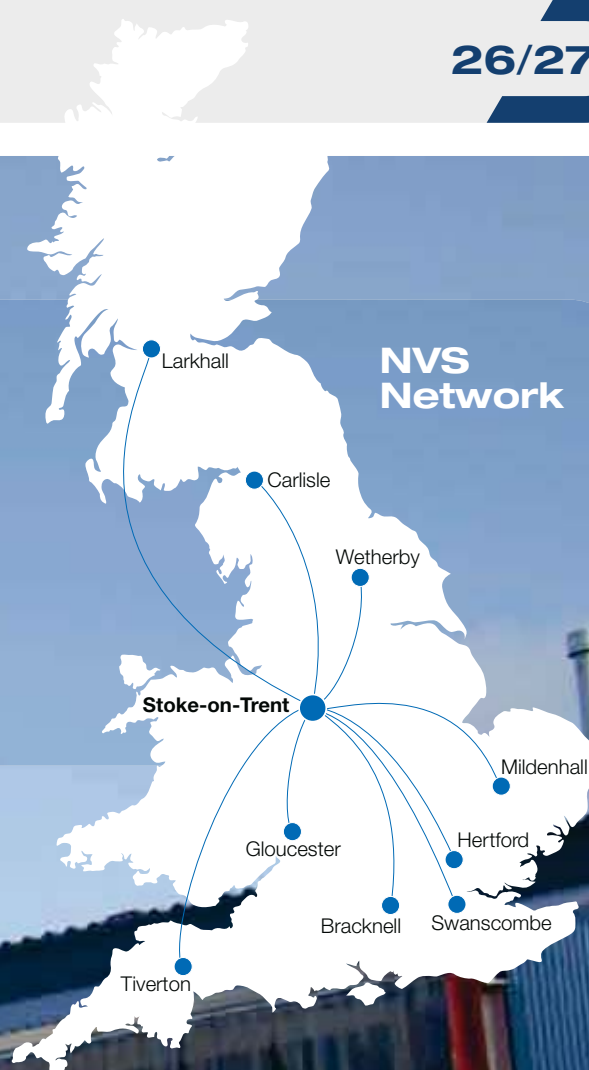 26/27
NVS
Network
Larkhall
Carlisle
Wetherby
Stoke-on-Trent
Mildenhall
Hertford
Gloucester
Bracknell
Swanscombe
Tiverton